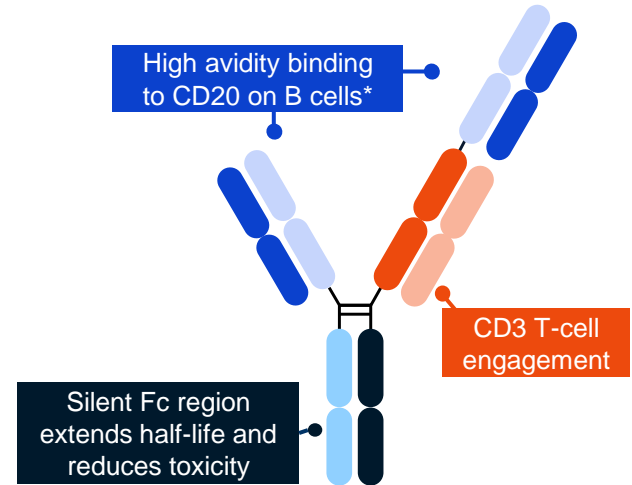 High avidity binding
to CD20 on B cells*
CD3 T-cell
engagement
Silent Fc region
extends half-life and
reduces toxicity